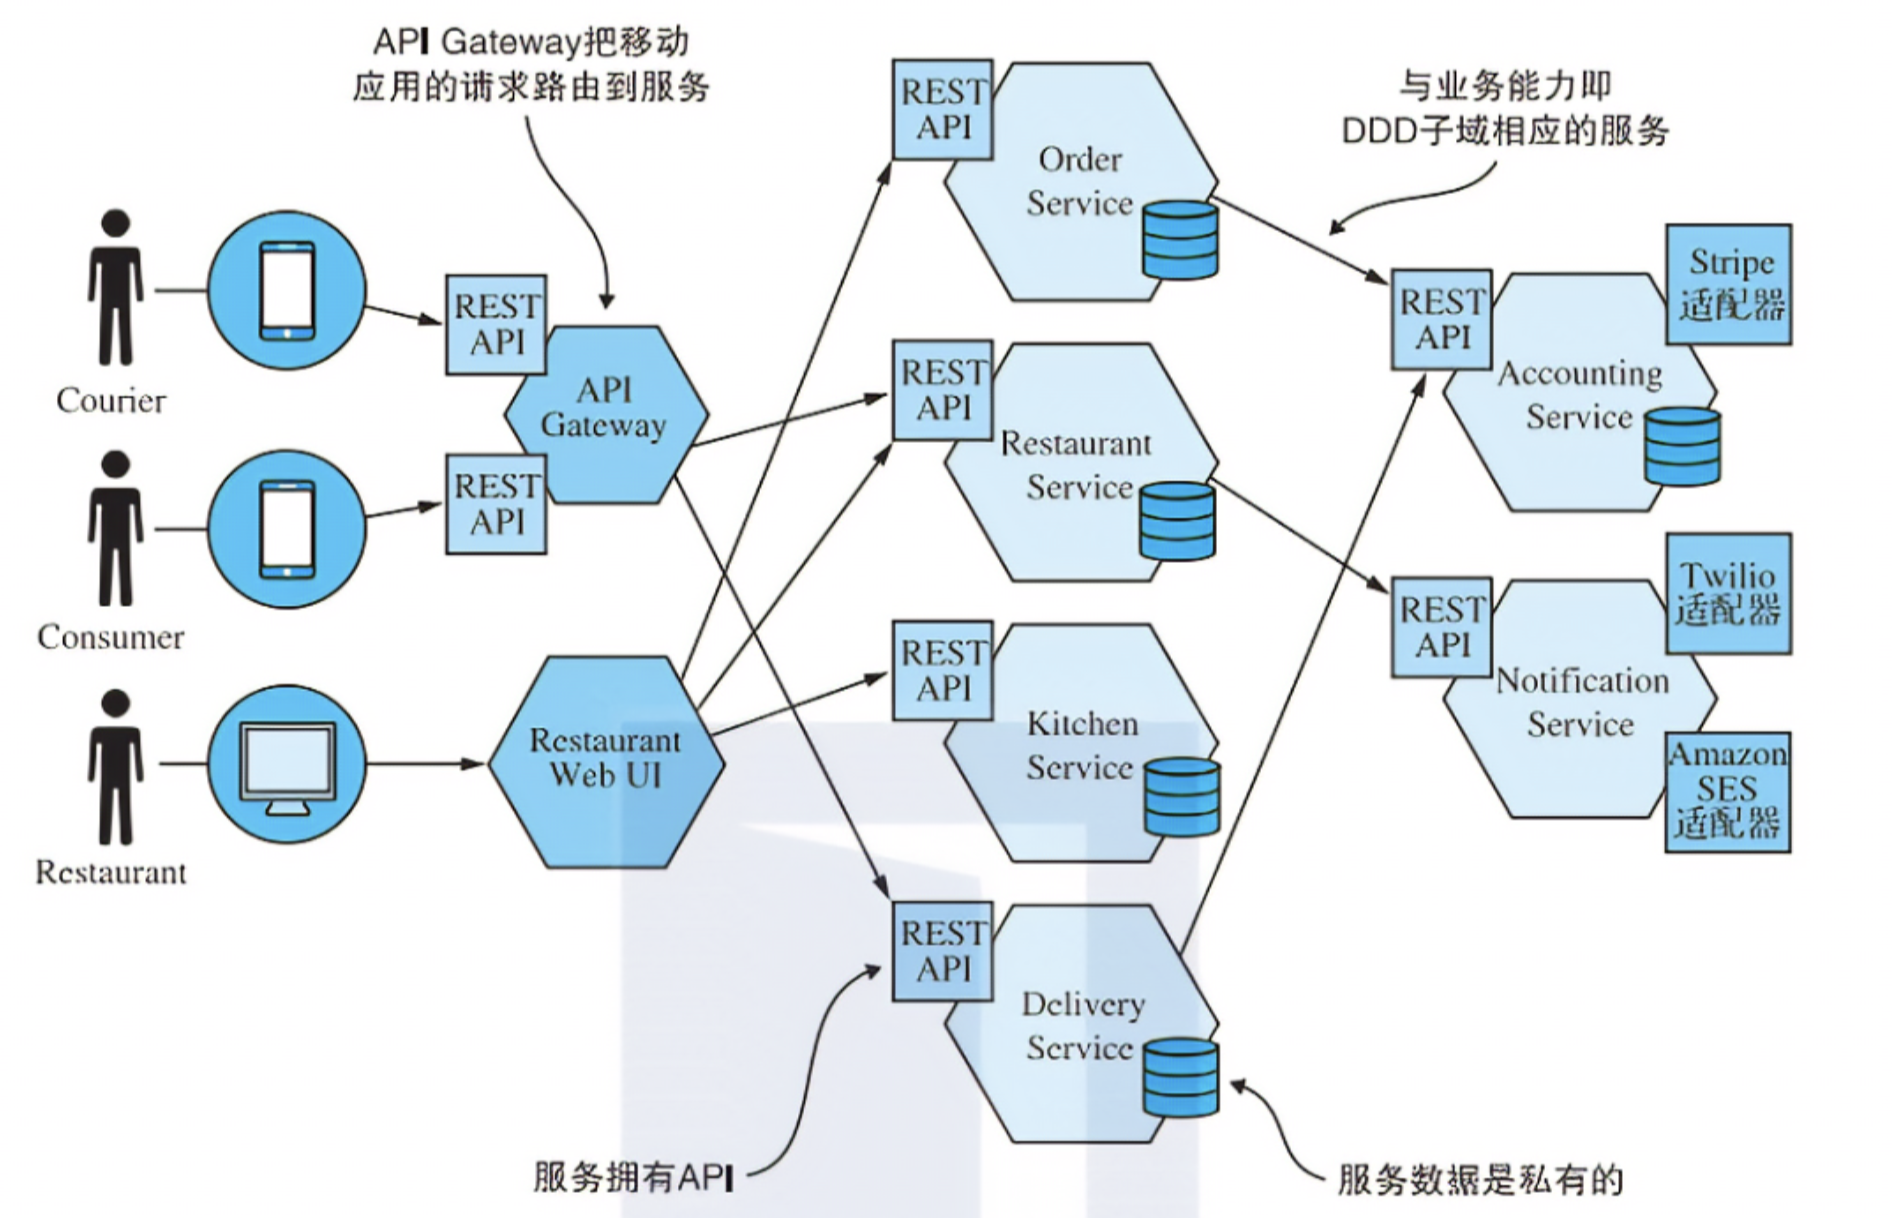 API Gateway把移动
应用的请求路由到服务
与业务能力即
DDD子域相应的服务
REST
API
Order
Service
Stripe
适配器
Courier
REST
API
API
Gateway
REST
API
REST
API
Restaurant
Service
REST
API
Accounting
Service
Consumer
Twilio
适配器
REST
API
Notification
Service
Amazon
SES
适配器
Restaurant
Restaurant
Web UI
REST
API
Kitchen
Service
REST
API
Delivery
Service
服务拥有API
服务数据是私有的